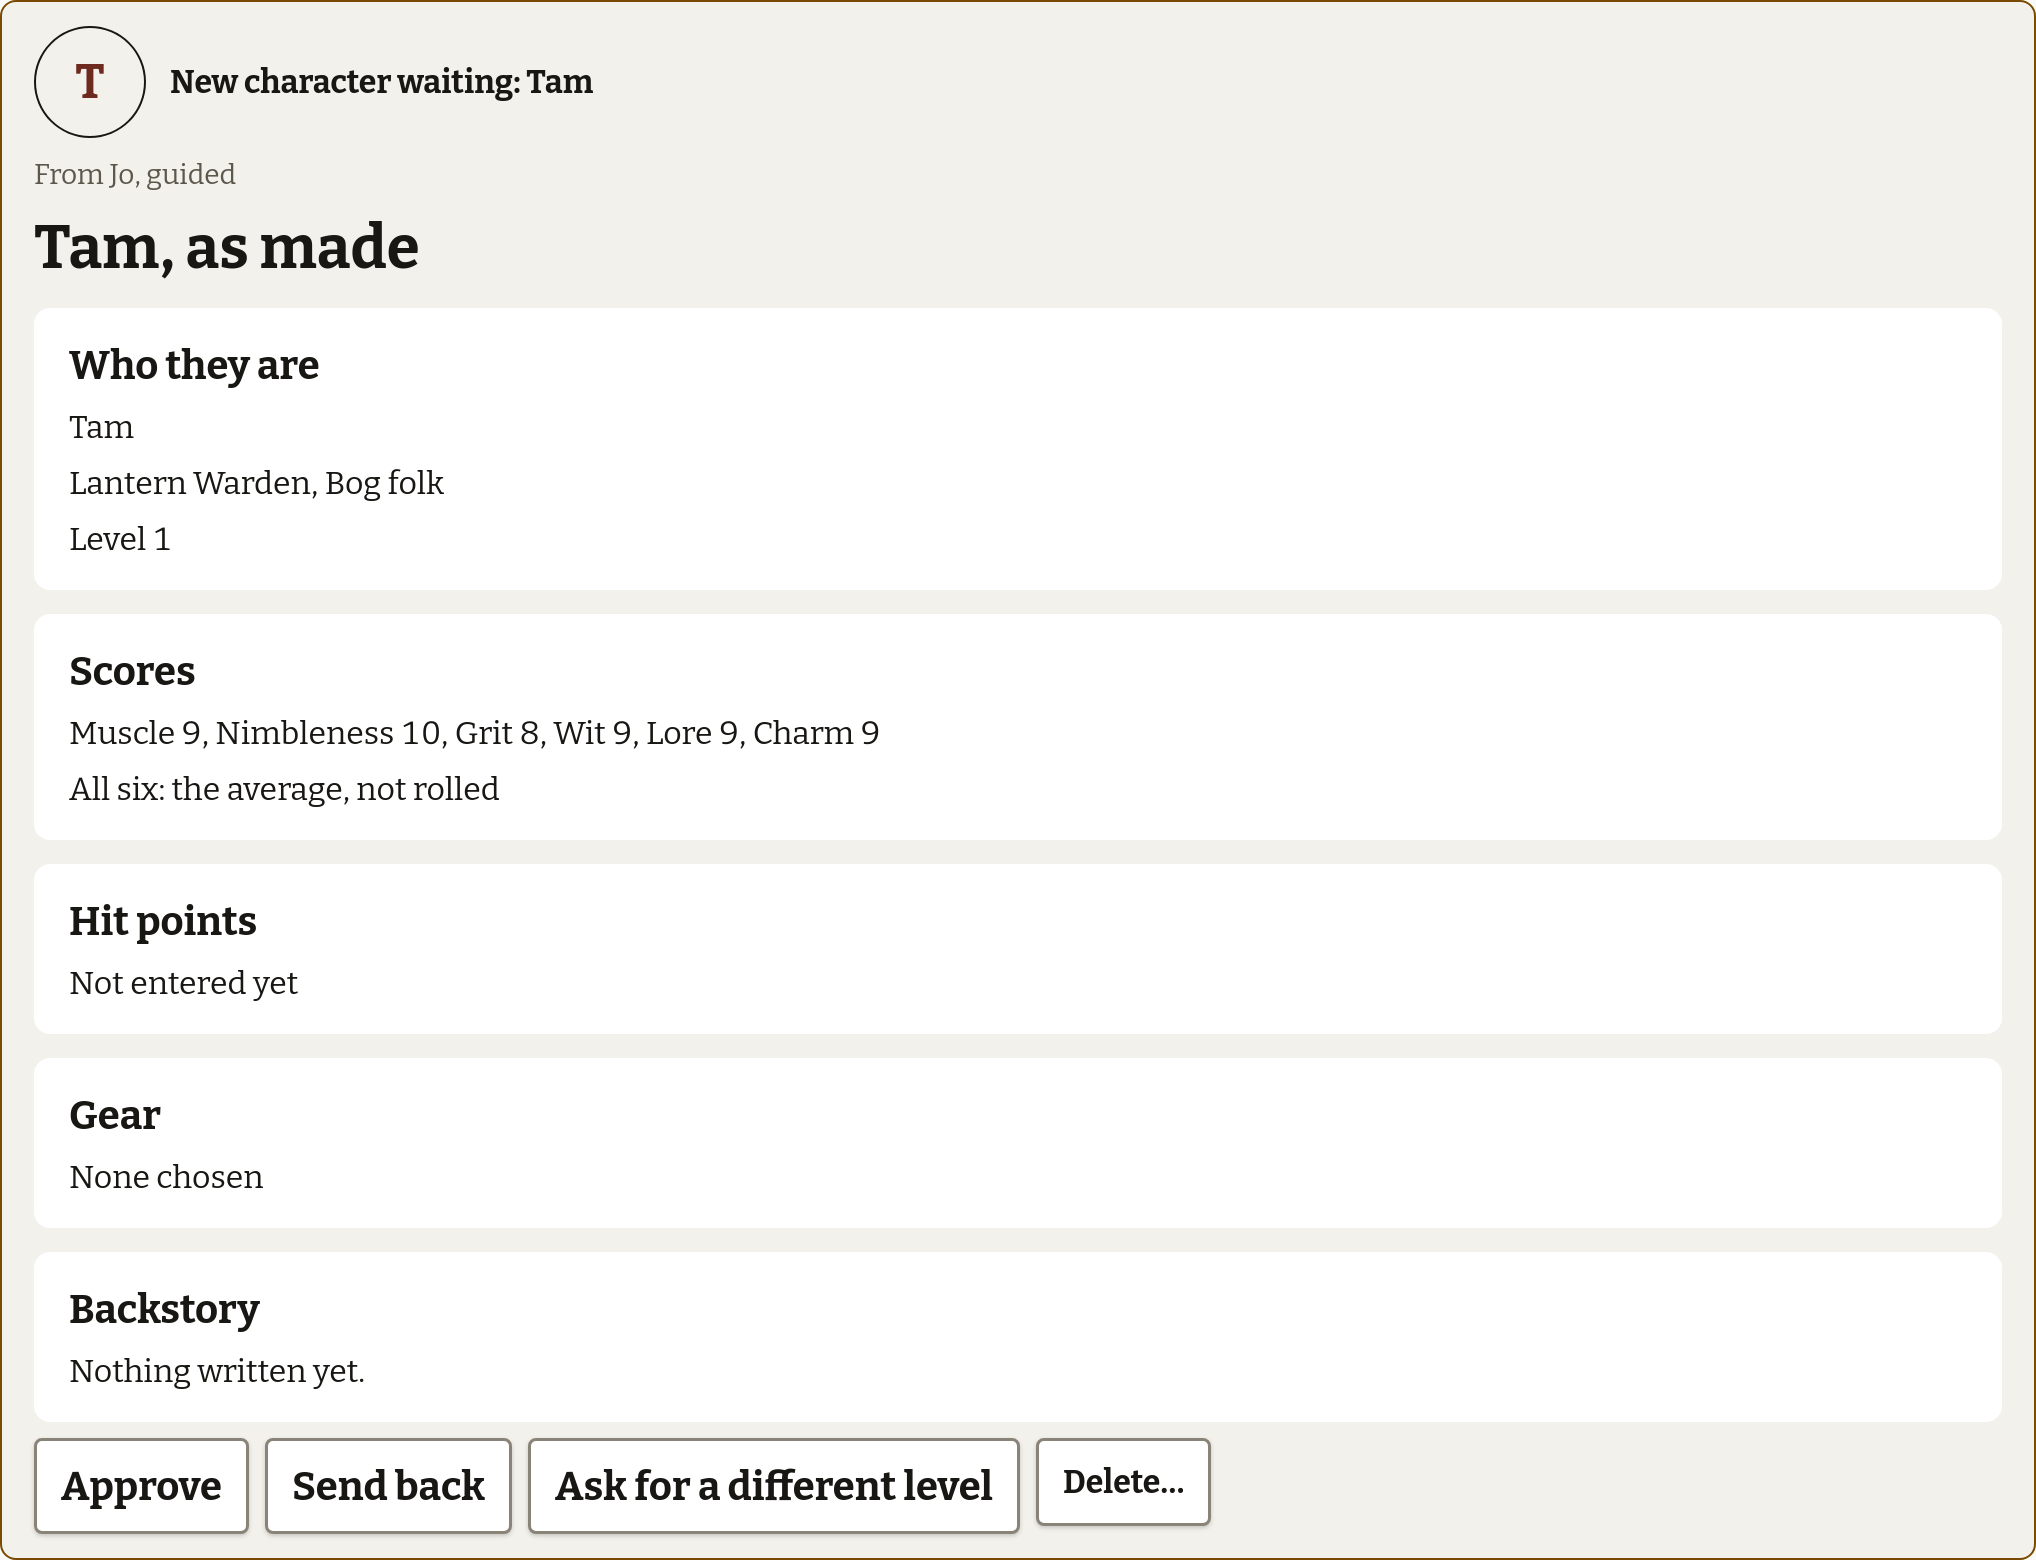 T
New character waiting: Tam
From Jo, guided
Tam, as made
Who they are
Tam
Lantern Warden, Bog folk
Level 1
Scores
Muscle 9, Nimbleness 10, Grit 8, Wit 9, Lore 9, Charm 9
All six: the average, not rolled
Hit points
Not entered yet
Gear
None chosen
Backstory
Nothing written yet.
Approve
Send back
Ask for a different level
Delete...